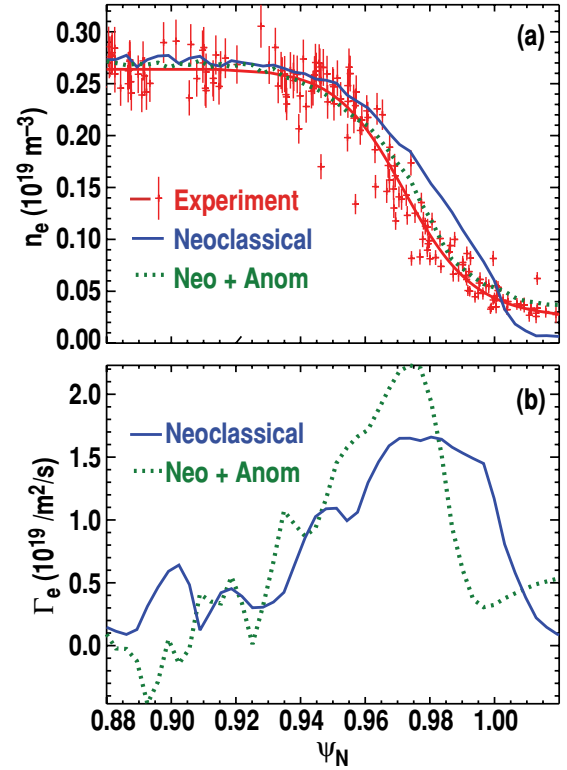 (a)
0.30
0.25
0.20
0.15
0.10
0.05
0.00
nₑ (10¹⁹ m⁻³)
Experiment
Neoclassical
Neo + Anom
(b)
2.0
1.5
1.0
0.5
0.0
Γₑ (10¹⁹ /m²/s)
Neoclassical
Neo + Anom
0.88 0.90 0.92 0.94 0.96 0.98 1.00
ψ_N